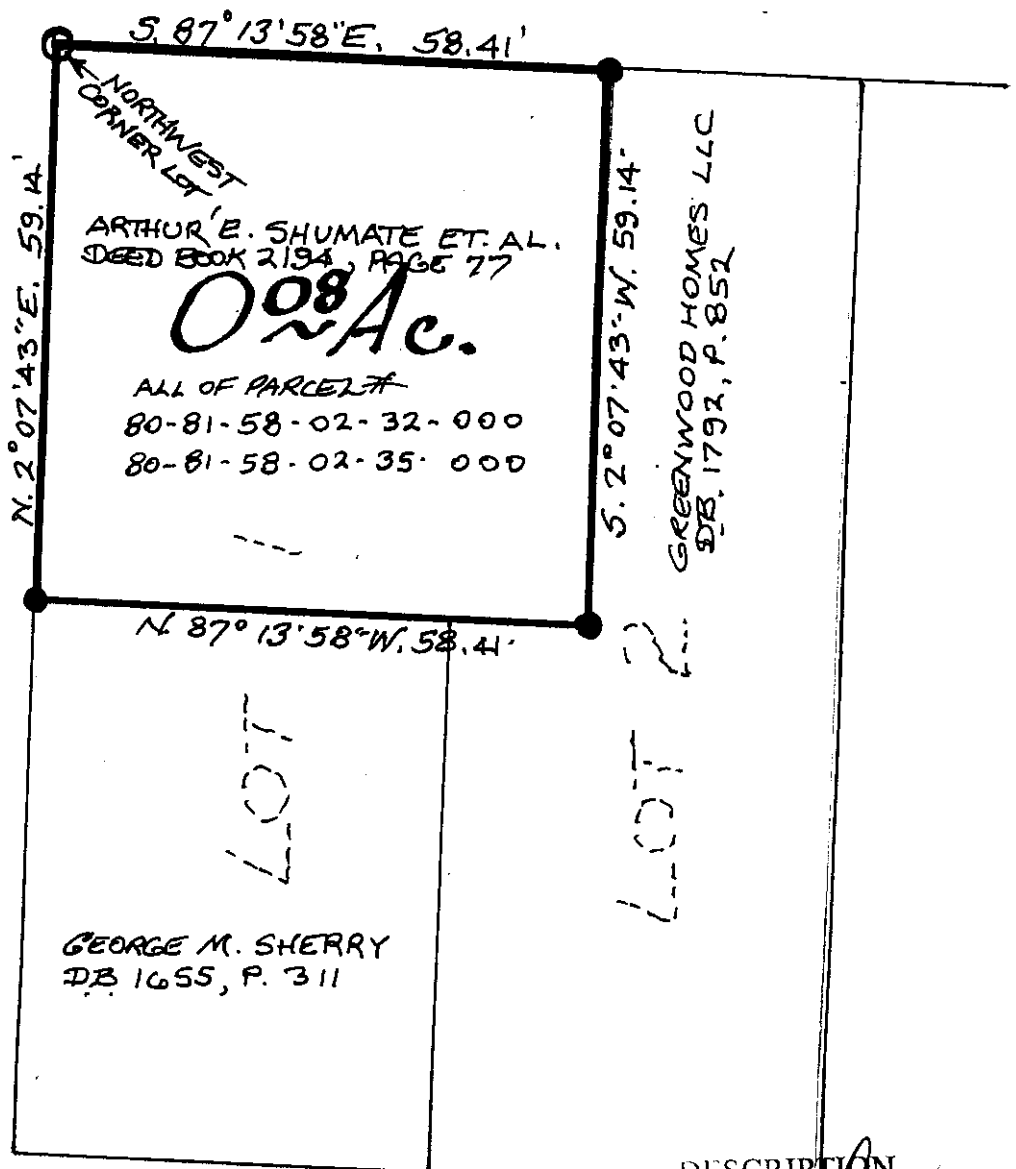 S. 87° 13' 58" E. 58.41'
NORTHWEST
CORNER LOT
N. 2° 07' 43" E. 59.14'
ARTHUR E. SHUMATE ET. AL.
DEED BOOK 2194, PAGE 77
0.08 Ac.
ALL OF PARCEL #
80-81-58-02-32-000
80-81-58-02-35-000
S. 2° 07' 43" W. 59.14'
GREENWOOD HOMES LLC
DB. 1792, P. 852
N. 87° 13' 58" W. 58.41'
LOT 1
LOT 2
GEORGE M. SHERRY
DB 1655, P. 311
DESCRIPTION